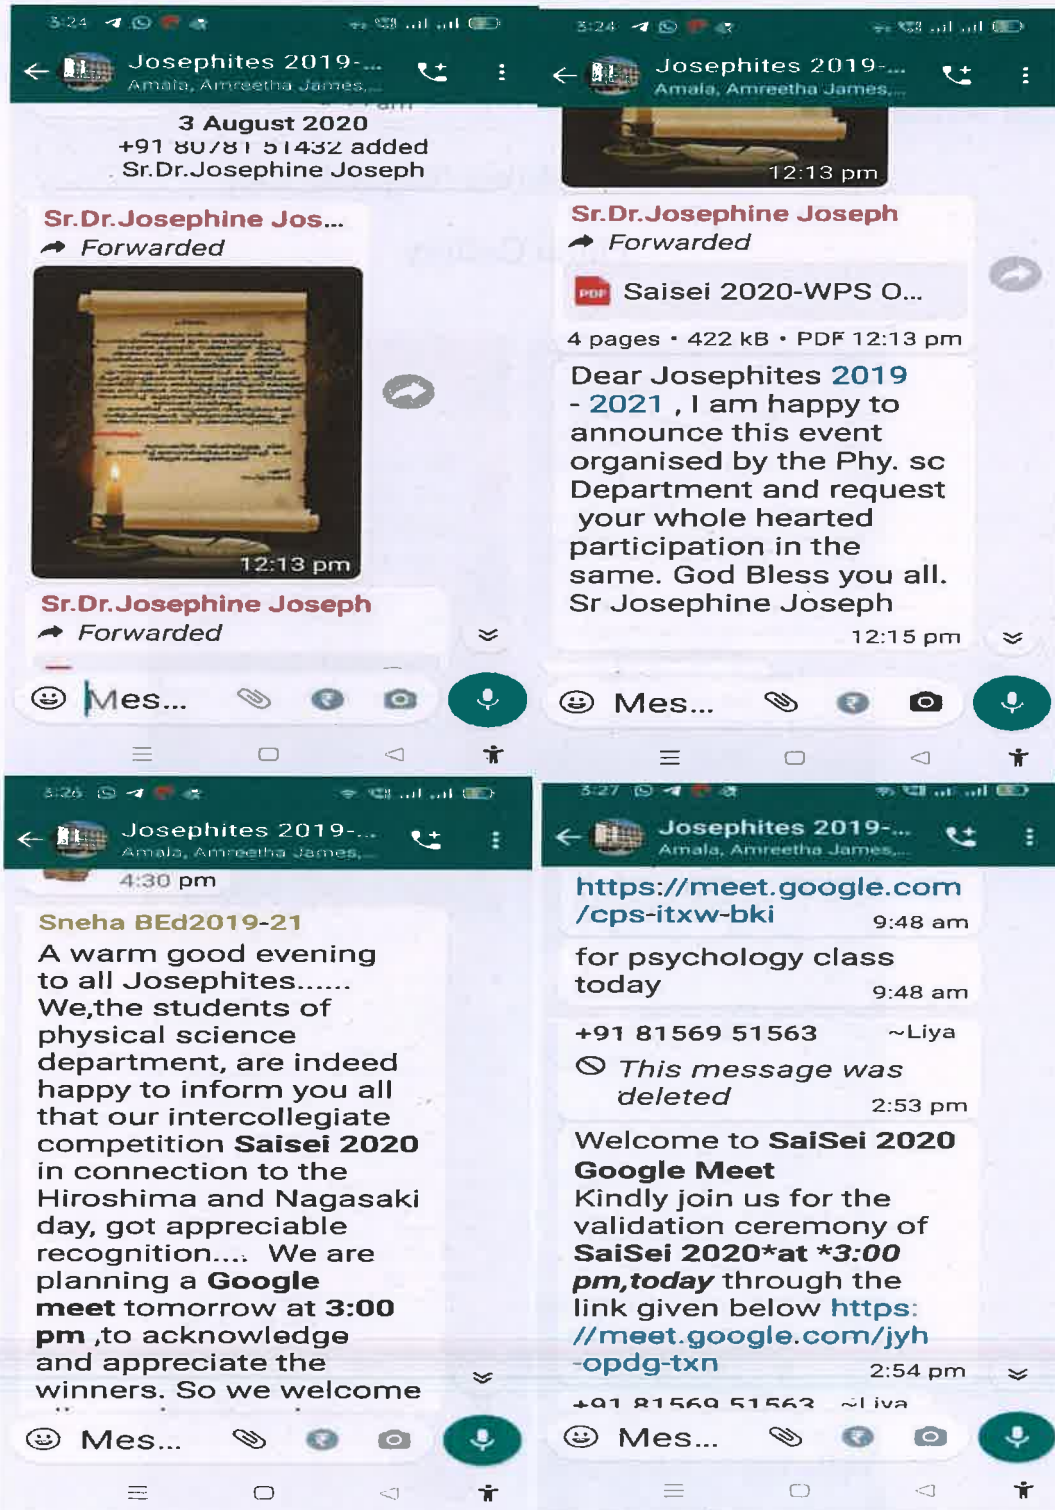 3:24
Josephites 2019-...
Amala, Amreetha James,...
3 August 2020
+91 80781 51432 added
Sr.Dr.Josephine Joseph
Sr.Dr.Josephine Jos...
Forwarded
12:13 pm
Sr.Dr.Josephine Joseph
Forwarded
Mes...
3:24
Josephites 2019-...
Amala, Amreetha James,...
12:13 pm
Sr.Dr.Josephine Joseph
Forwarded
PDF
Saisei 2020-WPS O...
4 pages • 422 kB • PDF 12:13 pm
Dear Josephites 2019
- 2021 , I am happy to
announce this event
organised by the Phy. sc
Department and request
your whole hearted
participation in the
same. God Bless you all.
Sr Josephine Joseph
12:15 pm
Mes...
3:26
Josephites 2019-...
Amala, Amreetha James,...
4:30 pm
Sneha BEd2019-21
A warm good evening
to all Josephites......
We,the students of
physical science
department, are indeed
happy to inform you all
that our intercollegiate
competition Saisei 2020
in connection to the
Hiroshima and Nagasaki
day, got appreciable
recognition.... We are
planning a Google
meet tomorrow at 3:00
pm ,to acknowledge
and appreciate the
winners. So we welcome
Mes...
3:27
Josephites 2019-...
Amala, Amreetha James,...
https://meet.google.com
/cps-itxw-bki
9:48 am
for psychology class
today
9:48 am
+91 81569 51563 ~Liya
This message was
deleted
2:53 pm
Welcome to SaiSei 2020
Google Meet
Kindly join us for the
validation ceremony of
SaiSei 2020*at *3:00
pm,today through the
link given below https:
//meet.google.com/jyh
-opdg-txn
2:54 pm
+91 81569 51563 ~Liya
Mes...